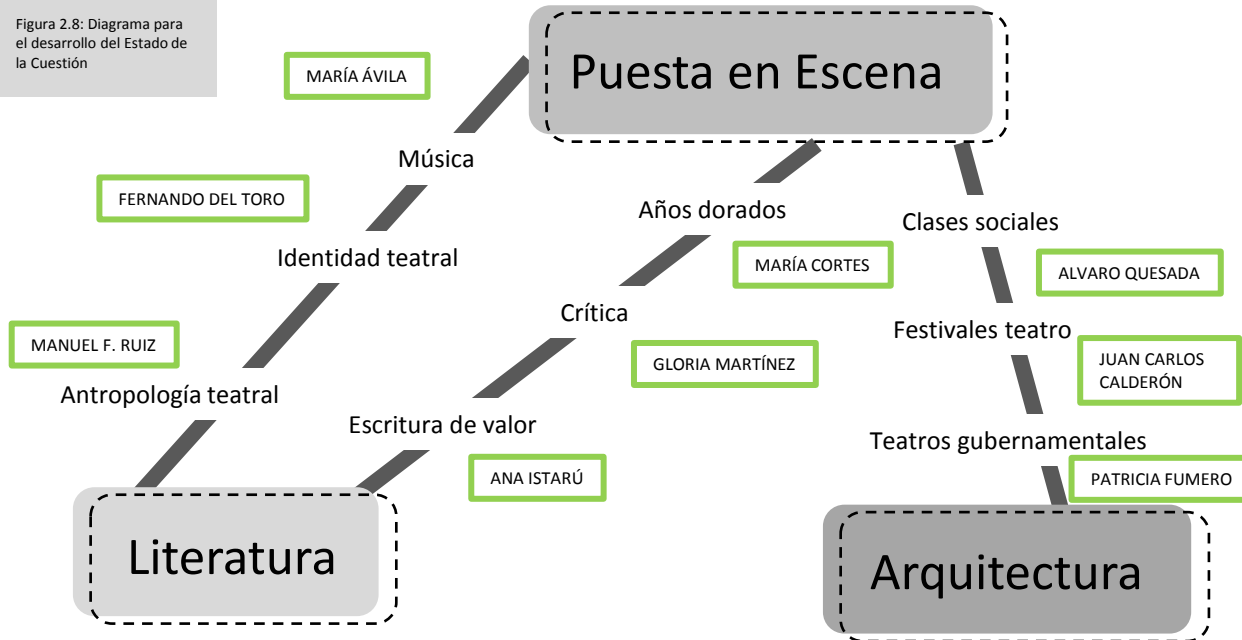 Figura 2.8: Diagrama para
el desarrollo del Estado de
la Cuestión
Puesta en Escena
MARÍA ÁVILA
Música
FERNANDO DEL TORO
Años dorados
Clases sociales
Identidad teatral
MARÍA CORTES
ALVARO QUESADA
Crítica
Festivales teatro
MANUEL F. RUIZ
GLORIA MARTÍNEZ
JUAN CARLOS
CALDERÓN
Antropología teatral
Escritura de valor
Teatros gubernamentales
ANA ISTARÚ
PATRICIA FUMERO
Literatura
Arquitectura